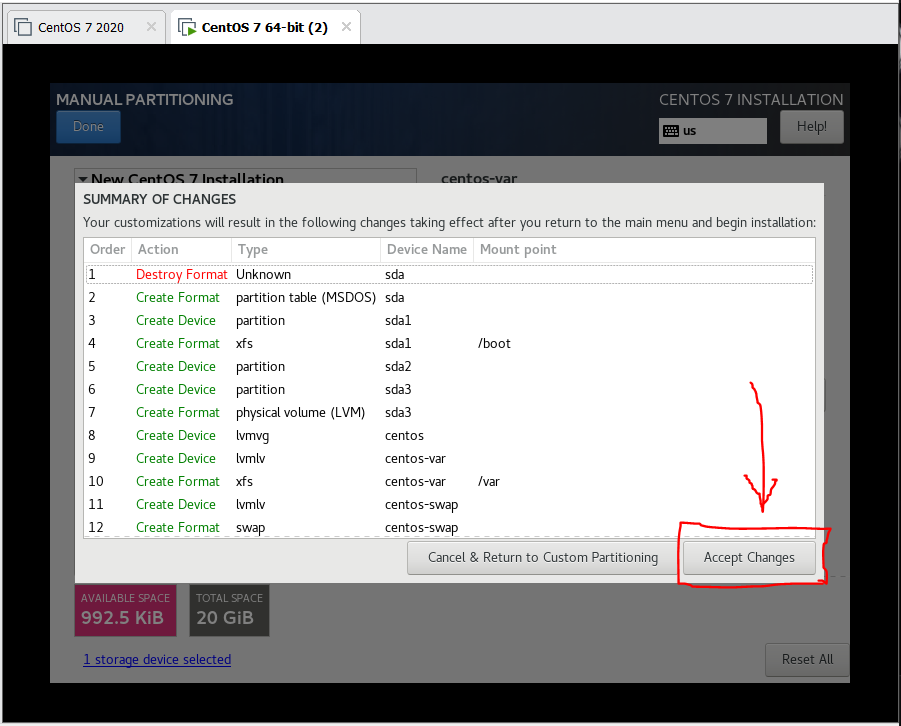 CentOS 7 2020
CentOS 7 64-bit (2)
MANUAL PARTITIONING
CENTOS 7 INSTALLATION
Done
us
Help!
New CentOS 7 Installation
centos-var
SUMMARY OF CHANGES
Your customizations will result in the following changes taking effect after you return to the main menu and begin installation:
Order Action Type Device Name Mount point
1 Destroy Format Unknown sda
2 Create Format partition table (MSDOS) sda
3 Create Device partition sda1
4 Create Format xfs sda1 /boot
5 Create Device partition sda2
6 Create Device partition sda3
7 Create Format physical volume (LVM) sda3
8 Create Device lvmvg centos
9 Create Device lvmlv centos-var
10 Create Format xfs centos-var /var
11 Create Device lvmlv centos-swap
12 Create Format swap centos-swap
Cancel & Return to Custom Partitioning
Accept Changes
AVAILABLE SPACE
992.5 KiB
TOTAL SPACE
20 GiB
1 storage device selected
Reset All